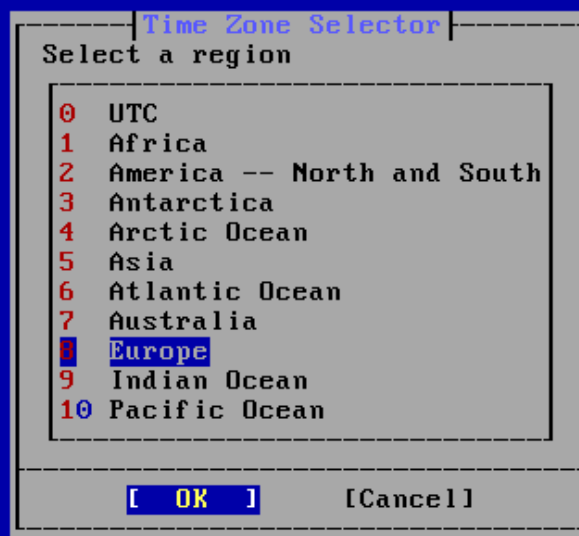 Time Zone Selector
Select a region
0 UTC
1 Africa
2 America -- North and South
3 Antarctica
4 Arctic Ocean
5 Asia
6 Atlantic Ocean
7 Australia
8 Europe
9 Indian Ocean
10 Pacific Ocean
[ OK ] [Cancel]